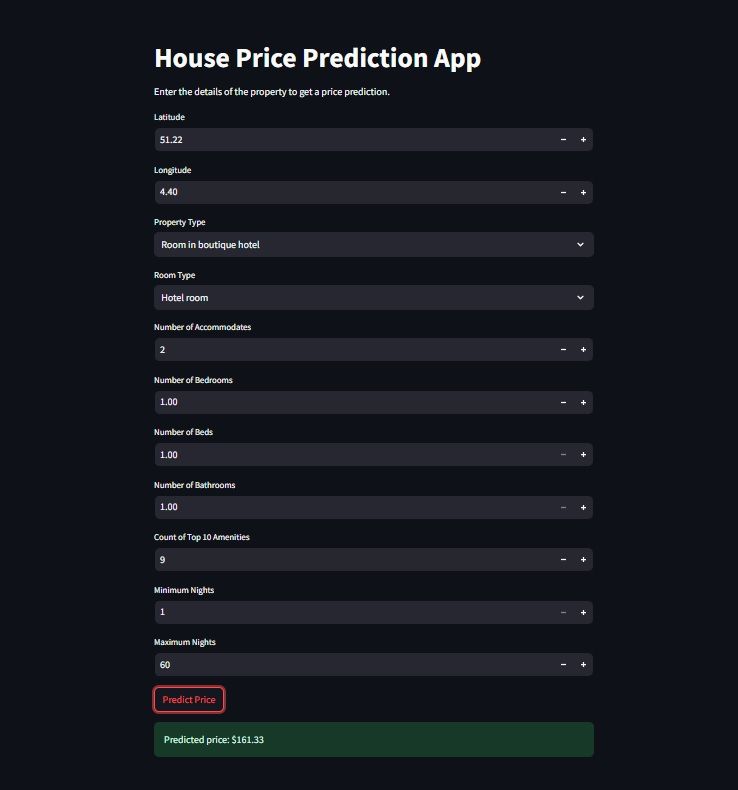 House Price Prediction App
Enter the details of the property to get a price prediction.
Latitude
51.22
Longitude
4.40
Property Type
Room in boutique hotel
Room Type
Hotel room
Number of Accommodates
2
Number of Bedrooms
1.00
Number of Beds
1.00
Number of Bathrooms
1.00
Count of Top 10 Amenities
9
Minimum Nights
1
Maximum Nights
60
Predict Price
Predicted price: $161.33